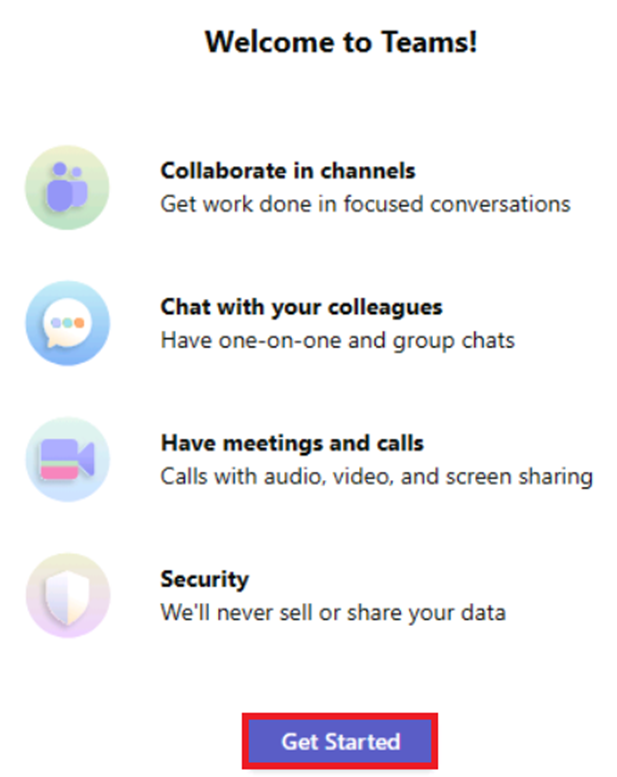 Welcome to Teams!
Collaborate in channels
Get work done in focused conversations
Chat with your colleagues
Have one-on-one and group chats
Have meetings and calls
Calls with audio, video, and screen sharing
Security
We'll never sell or share your data
Get Started